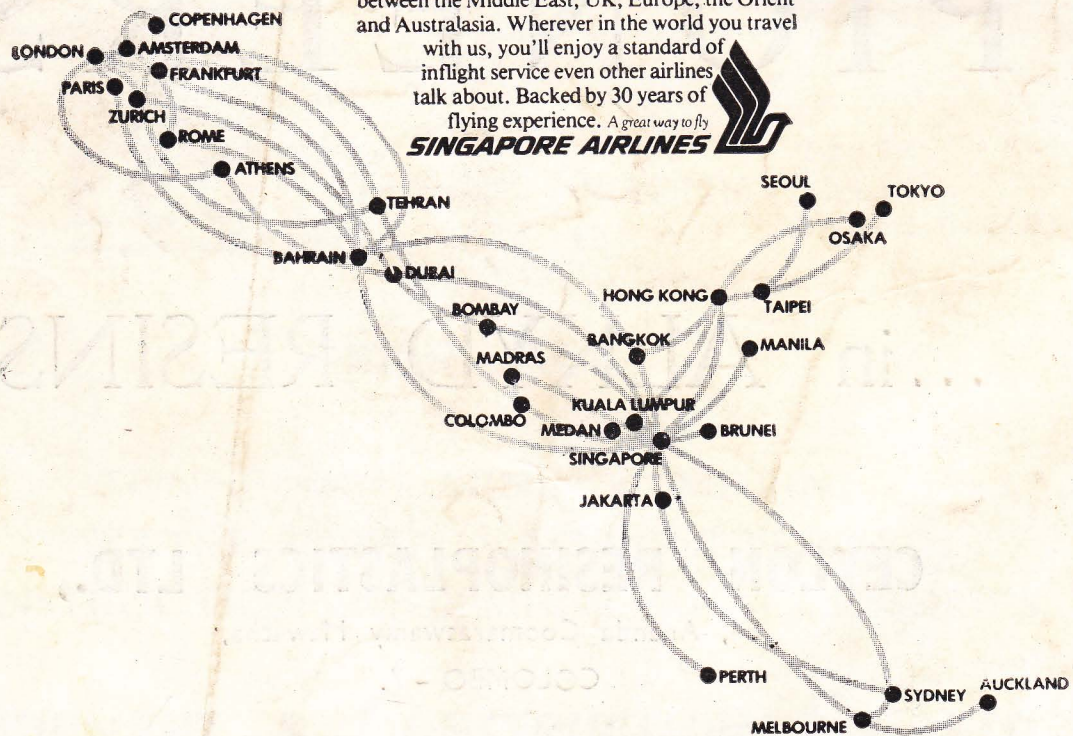 between the Middle East, UK, Europe, the Orient
and Australasia. Wherever in the world you travel
with us, you'll enjoy a standard of
inflight service even other airlines
talk about. Backed by 30 years of
flying experience. A great way to fly
SINGAPORE AIRLINES
COPENHAGEN
LONDON
AMSTERDAM
FRANKFURT
PARIS
ZURICH
ROME
ATHENS
TEHRAN
BAHRAIN
DUBAI
SEOUL
TOKYO
OSAKA
HONG KONG
TAIPEI
BOMBAY
BANGKOK
MANILA
MADRAS
COLOMBO
KUALA LUMPUR
MEDAN
BRUNEI
SINGAPORE
JAKARTA
PERTH
SYDNEY
AUCKLAND
MELBOURNE